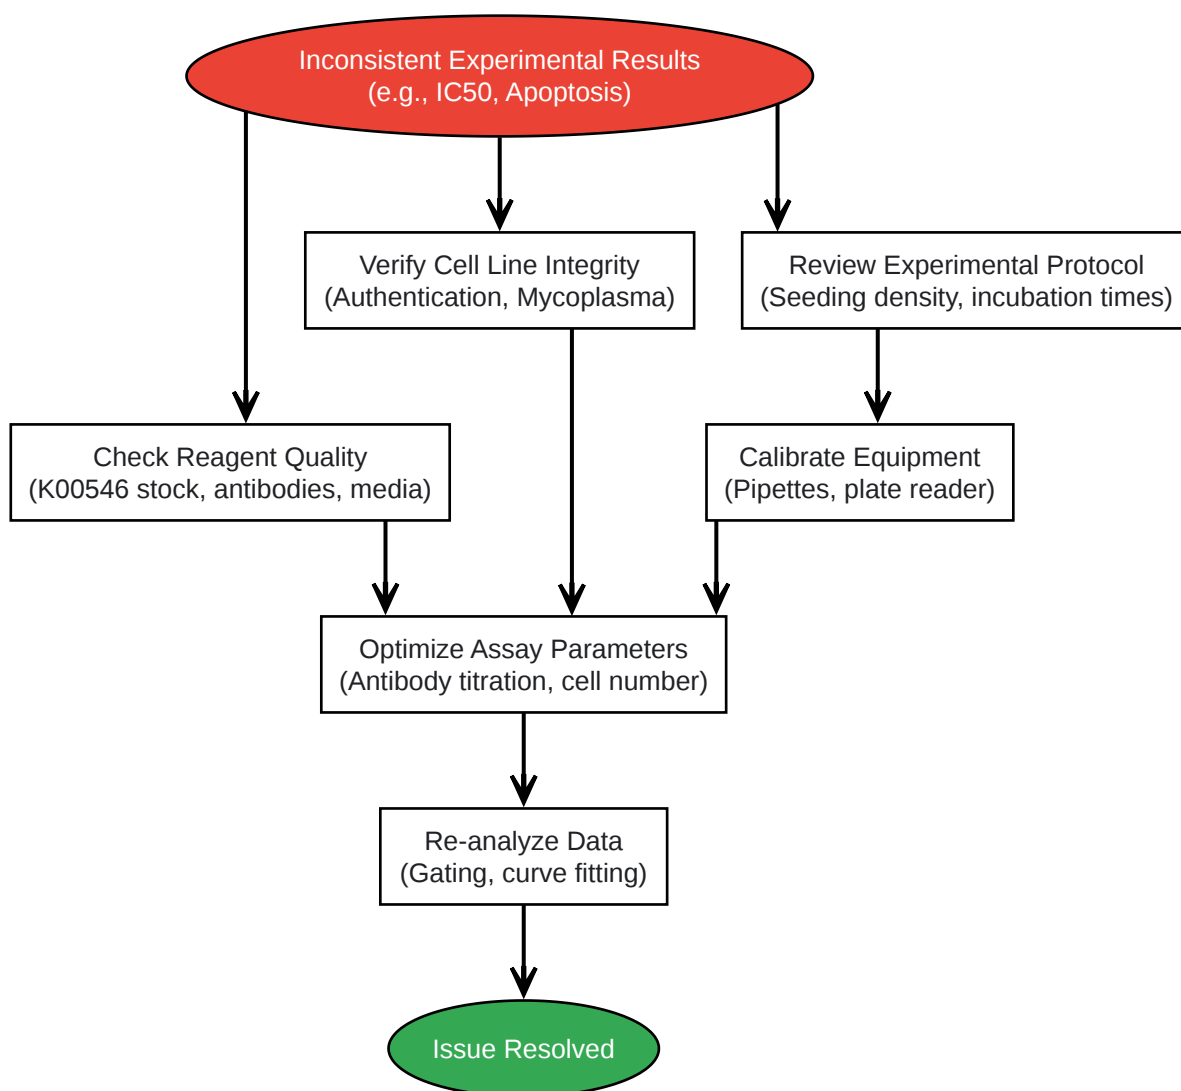 Inconsistent Experimental Results
(e.g., IC50, Apoptosis)
Verify Cell Line Integrity
(Authentication, Mycoplasma)
Review Experimental Protocol
(Seeding density, incubation times)
Check Reagent Quality
(K00546 stock, antibodies, media)
Calibrate Equipment
(Pipettes, plate reader)
Optimize Assay Parameters
(Antibody titration, cell number)
Re-analyze Data
(Gating, curve fitting)
Issue Resolved